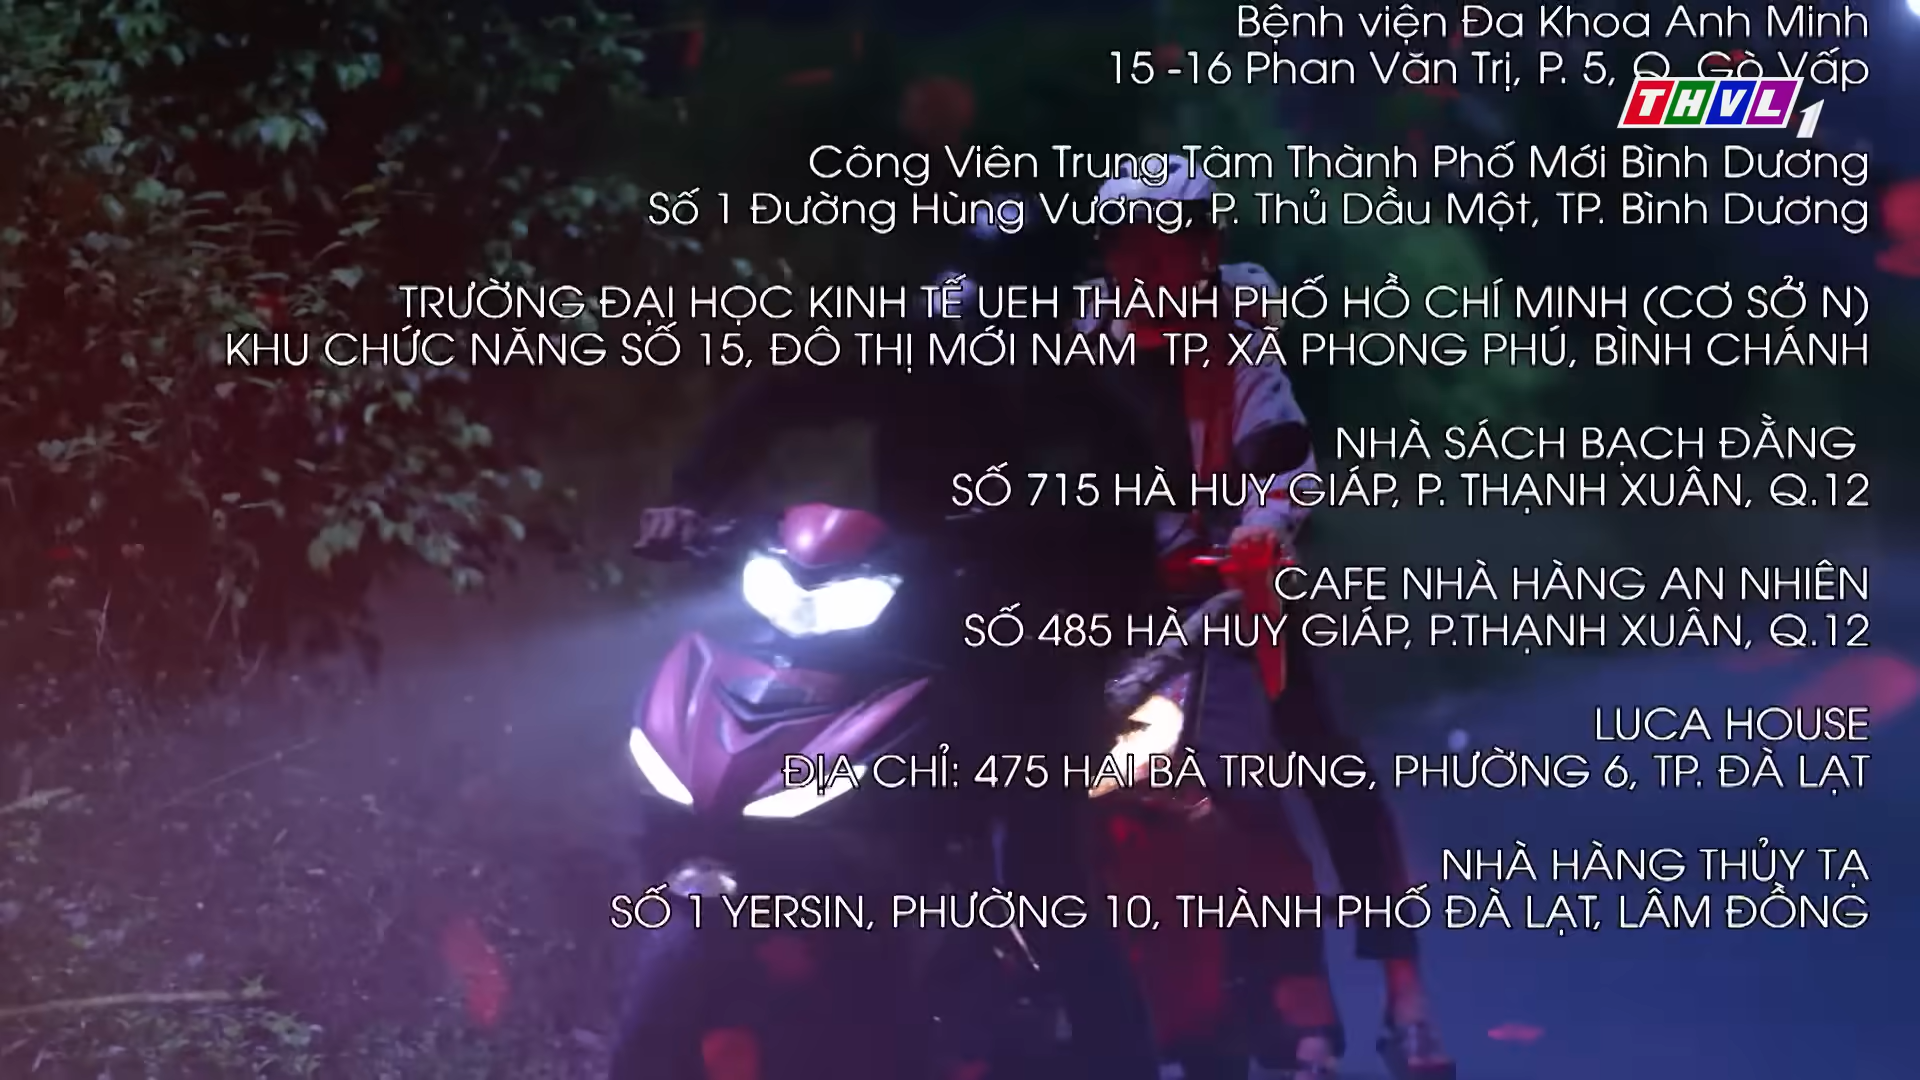 Bệnh viện Đa Khoa Anh Minh
15 -16 Phan Văn Trị, P. 5, Q. Gò Vấp
THVL 1
Công Viên Trung Tâm Thành Phố Mới Bình Dương
Số 1 Đường Hùng Vương, P. Thủ Dầu Một, TP. Bình Dương
TRƯỜNG ĐẠI HỌC KINH TẾ UEH THÀNH PHỐ HỒ CHÍ MINH (CƠ SỞ N)
KHU CHỨC NĂNG SỐ 15, ĐÔ THỊ MỚI NAM TP, XÃ PHONG PHÚ, BÌNH CHÁNH
NHÀ SÁCH BẠCH ĐẰNG
SỐ 715 HÀ HUY GIÁP, P. THẠNH XUÂN, Q.12
CAFE NHÀ HÀNG AN NHIÊN
SỐ 485 HÀ HUY GIÁP, P.THẠNH XUÂN, Q.12
LUCA HOUSE
ĐỊA CHỈ: 475 HAI BÀ TRƯNG, PHƯỜNG 6, TP. ĐÀ LẠT
NHÀ HÀNG THỦY TẠ
SỐ 1 YERSIN, PHƯỜNG 10, THÀNH PHỐ ĐÀ LẠT, LÂM ĐỒNG